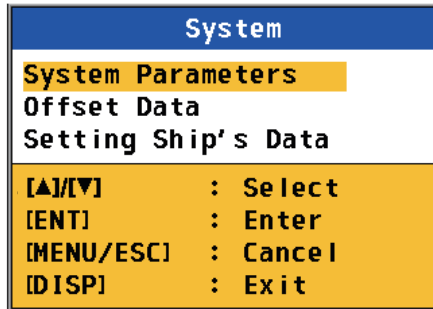 System
System Parameters
Offset Data
Setting Ship's Data
[▲]/[▼] : Select
[ENT] : Enter
[MENU/ESC] : Cancel
[DISP] : Exit